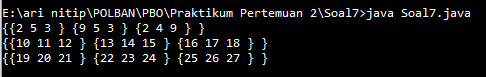 E:\ari nitip\POLBAN\PBO\Praktikum Pertemuan 2\Soal7>java Soal7.java
{{2 5 3 } {9 5 3 } {2 4 9 } }
{{10 11 12 } {13 14 15 } {16 17 18 } }
{{19 20 21 } {22 23 24 } {25 26 27 } }